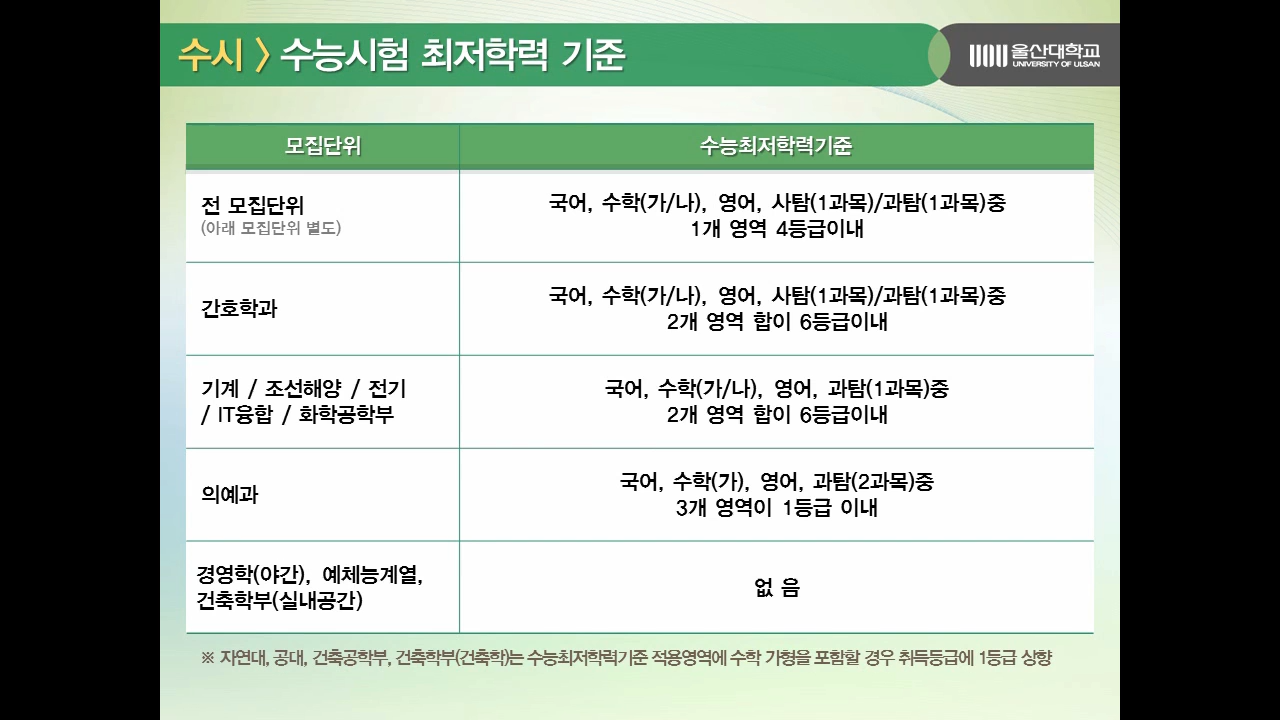 수시 > 수능시험 최저학력 기준
울산대학교
UNIVERSITY OF ULSAN
모집단위
수능최저학력기준
전 모집단위
(아래 모집단위 별도)
국어, 수학(가/나), 영어, 사탐(1과목)/과탐(1과목)중
1개 영역 4등급이내
간호학과
국어, 수학(가/나), 영어, 사탐(1과목)/과탐(1과목)중
2개 영역 합이 6등급이내
기계 / 조선해양 / 전기
/ IT융합 / 화학공학부
국어, 수학(가/나), 영어, 과탐(1과목)중
2개 영역 합이 6등급이내
의예과
국어, 수학(가), 영어, 과탐(2과목)중
3개 영역이 1등급 이내
경영학(야간), 예체능계열,
건축학부(실내공간)
없 음
※ 자연대, 공대, 건축공학부, 건축학부(건축학)는 수능최저학력기준 적용영역에 수학 가형을 포함할 경우 취득등급에 1등급 상향